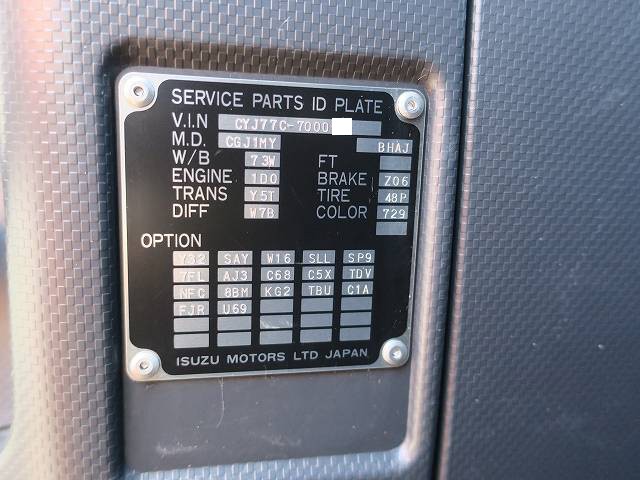 SERVICE PARTS ID PLATE
V.I.N CYJ77C-7000
M.D. CGJ1MY BHAJ
W/B 73W FT
ENGINE 1D0 BRAKE Z06
TRANS Y5T TIRE 48P
DIFF W7B COLOR 729
OPTION
Y32 SAY W16 SLL SP9
7FL AJ3 C68 C5X TDV
NFC 8BM KG2 TBU C1A
FJR U69
ISUZU MOTORS LTD JAPAN